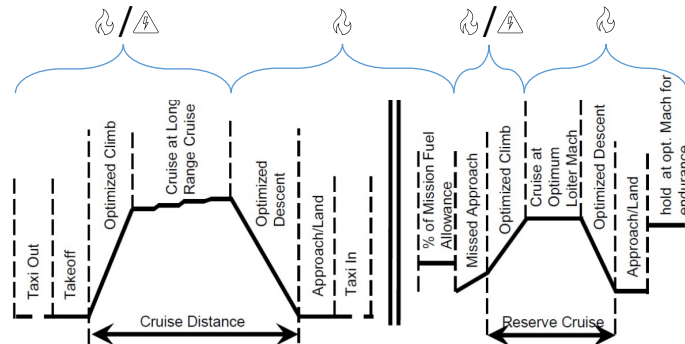 /
/
Taxi Out
Takeoff
Optimized Climb
Cruise at Long
Range Cruise
Optimized
Descent
Approach/Land
Taxi In
Cruise Distance
% of Mission Fuel
Allowance
Missed Approach
Optimized Climb
Cruise at
Optimum
Loiter Mach
Optimized Descent
Approach/Land
hold at opt. Mach for
endurance
Reserve Cruise